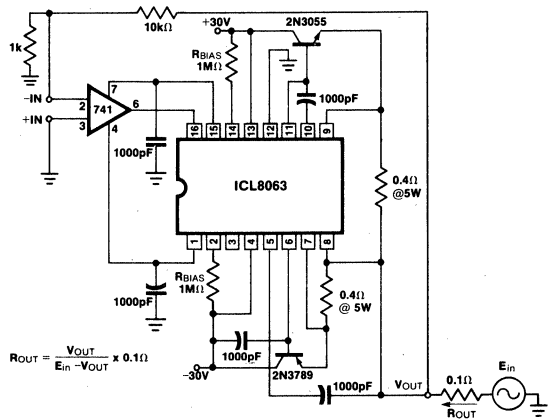 +30V
2N3055
10kΩ
1k
RBIAS
1MΩ
1000pF
7
−IN
2
741
6
+IN
3
4
1000pF
16 15 14 13 12 11 10 9
0.4Ω
@5W
ICL8063
1 2 3 4 5 6 7 8
RBIAS
1MΩ
0.4Ω
@ 5W
1000pF
1000pF
ROUT = VOUT / Ein −VOUT x 0.1Ω
−30V
2N3789
1000pF
VOUT
0.1Ω
Ein
ROUT